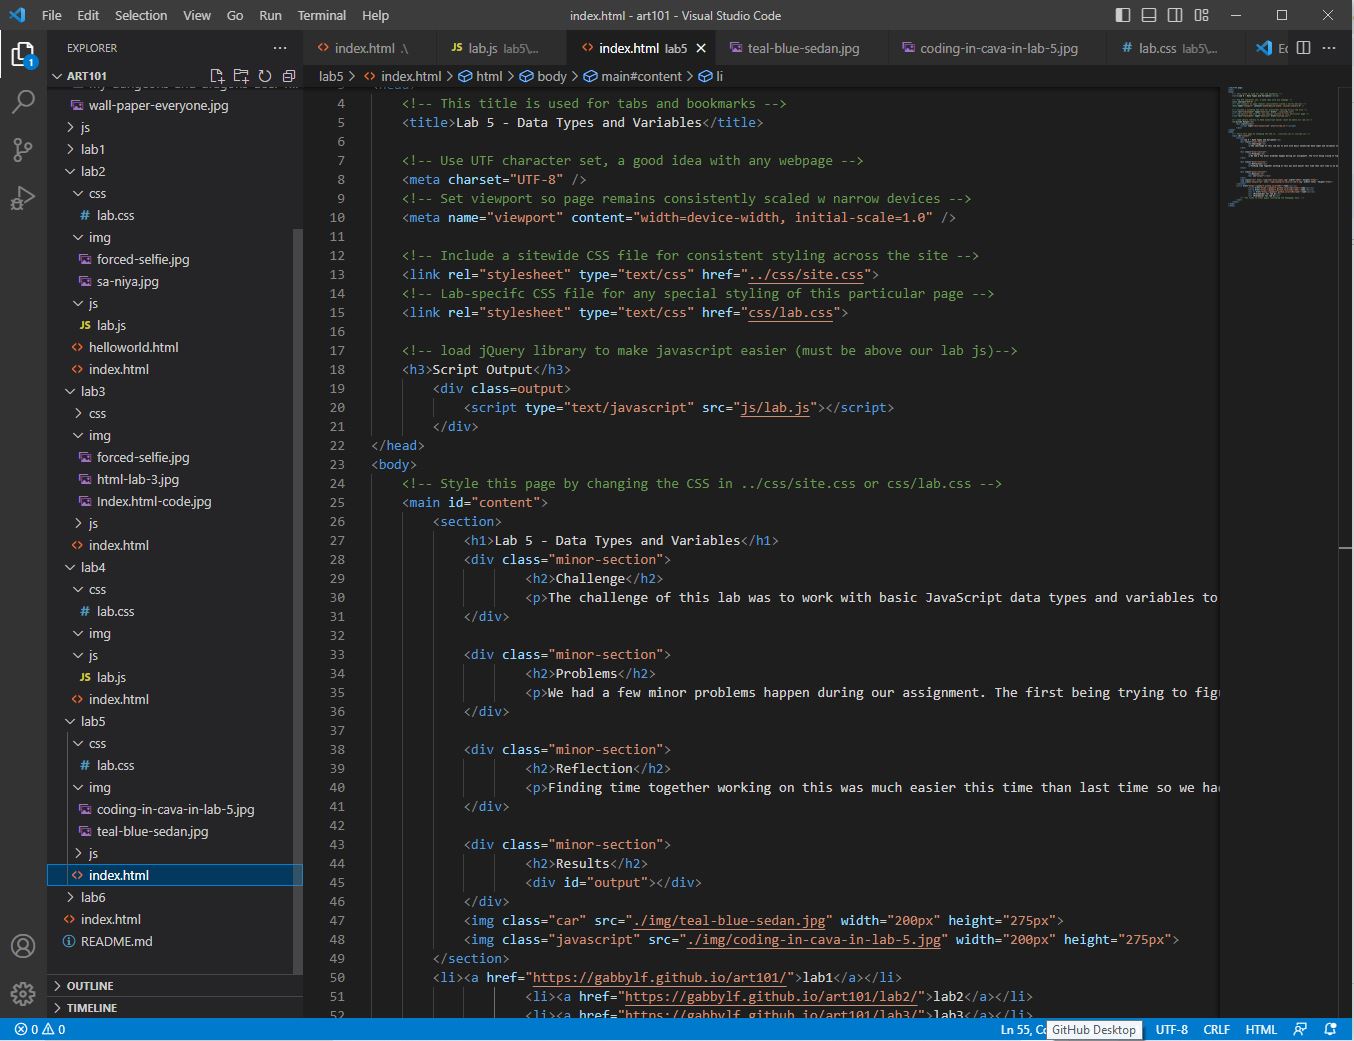 File Edit Selection View Go Run Terminal Help index.html - art101 - Visual Studio Code
EXPLORER
index.html .\ JS lab.js lab5\... index.html lab5 teal-blue-sedan.jpg coding-in-cava-in-lab-5.jpg # lab.css lab5\...
1
ART101
wall-paper-everyone.jpg
js
lab1
lab2
css
# lab.css
img
forced-selfie.jpg
sa-niya.jpg
js
JS lab.js
helloworld.html
index.html
lab3
css
img
forced-selfie.jpg
html-lab-3.jpg
Index.html-code.jpg
js
index.html
lab4
css
# lab.css
img
js
JS lab.js
index.html
lab5
css
# lab.css
img
coding-in-cava-in-lab-5.jpg
teal-blue-sedan.jpg
js
index.html
lab6
index.html
README.md
OUTLINE
TIMELINE
lab5 > index.html > html > body > main#content > li
4 <!-- This title is used for tabs and bookmarks -->
5 <title>Lab 5 - Data Types and Variables</title>
6
7 <!-- Use UTF character set, a good idea with any webpage -->
8 <meta charset="UTF-8" />
9 <!-- Set viewport so page remains consistently scaled w narrow devices -->
10 <meta name="viewport" content="width=device-width, initial-scale=1.0" />
11
12 <!-- Include a sitewide CSS file for consistent styling across the site -->
13 <link rel="stylesheet" type="text/css" href="../css/site.css">
14 <!-- Lab-specifc CSS file for any special styling of this particular page -->
15 <link rel="stylesheet" type="text/css" href="css/lab.css">
16
17 <!-- load jQuery library to make javascript easier (must be above our lab js)-->
18 <h3>Script Output</h3>
19 <div class=output>
20 <script type="text/javascript" src="js/lab.js"></script>
21 </div>
22 </head>
23 <body>
24 <!-- Style this page by changing the CSS in ../css/site.css or css/lab.css -->
25 <main id="content">
26 <section>
27 <h1>Lab 5 - Data Types and Variables</h1>
28 <div class="minor-section">
29 <h2>Challenge</h2>
30 <p>The challenge of this lab was to work with basic JavaScript data types and variables to
31 </div>
32
33 <div class="minor-section">
34 <h2>Problems</h2>
35 <p>We had a few minor problems happen during our assignment. The first being trying to
36 </div>
37
38 <div class="minor-section">
39 <h2>Reflection</h2>
40 <p>Finding time together working on this was much easier this time than last time so we
41 </div>
42
43 <div class="minor-section">
44 <h2>Results</h2>
45 <div id="output"></div>
46 </div>
47 <img class="car" src="./img/teal-blue-sedan.jpg" width="200px" height="275px">
48 <img class="javascript" src="./img/coding-in-cava-in-lab-5.jpg" width="200px" height="275px">
49 </section>
50 <li><a href="https://gabbylf.github.io/art101/">lab1</a></li>
51 <li><a href="https://gabbylf.github.io/art101/lab2/">lab2</a></li>
52 <li><a href="https://gabbylf.github.io/art101/lab3/">lab3</a></li>
0 0 Ln 55, GitHub Desktop UTF-8 CRLF HTML